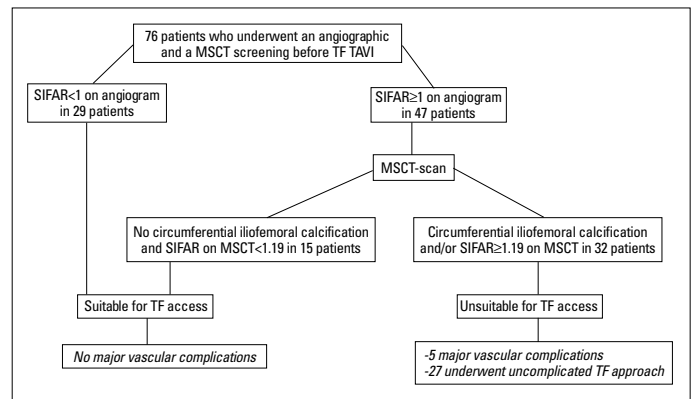 76 patients who underwent an angiographic
and a MSCT screening before TF TAVI
SIFAR<1 on angiogram
in 29 patients
SIFAR≥1 on angiogram
in 47 patients
MSCT-scan
No circumferential iliofemoral calcification
and SIFAR on MSCT<1.19 in 15 patients
Circumferential iliofemoral calcification
and/or SIFAR≥1.19 on MSCT in 32 patients
Suitable for TF access
Unsuitable for TF access
No major vascular complications
-5 major vascular complications
-27 underwent uncomplicated TF approach